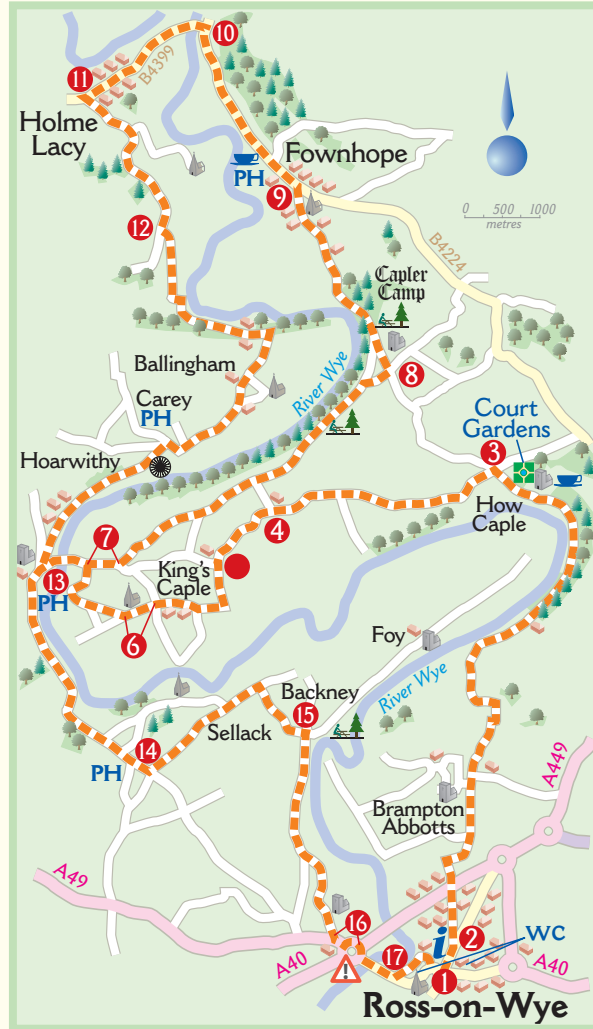 10
11
B4399
Holme
Lacy
PH
Fownhope
9
0 500 1000
metres
12
B4224
Capler
Camp
Ballingham
River Wye
8
Carey
PH
Court
Gardens
3
Hoarwithy
How
Caple
4
7
King's
Caple
13
PH
6
Foy
River Wye
Backney
15
Sellack
14
PH
A449
Brampton
Abbotts
A49
16
i
2
WC
17
A40
!
1
A40
Ross-on-Wye